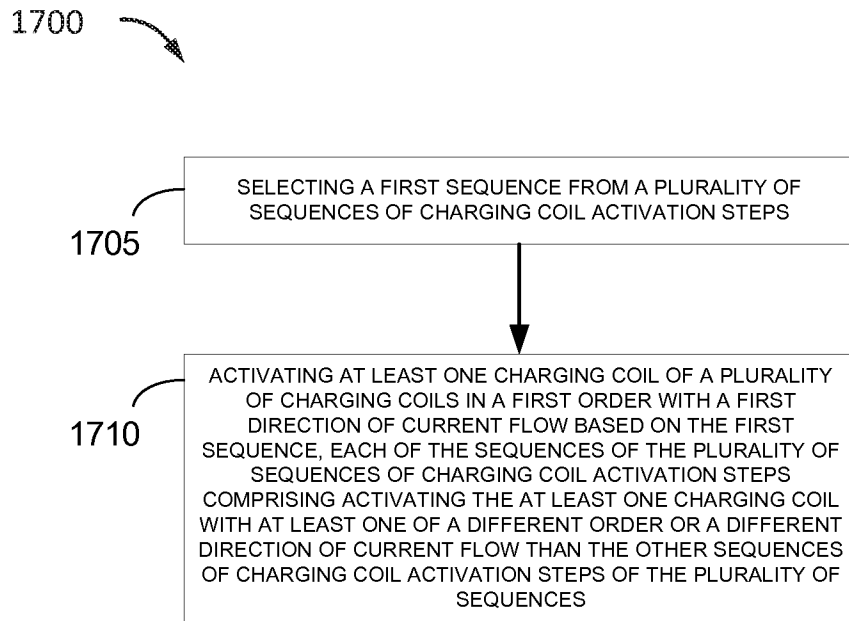 1700
SELECTING A FIRST SEQUENCE FROM A PLURALITY OF
SEQUENCES OF CHARGING COIL ACTIVATION STEPS
1705
ACTIVATING AT LEAST ONE CHARGING COIL OF A PLURALITY
OF CHARGING COILS IN A FIRST ORDER WITH A FIRST
DIRECTION OF CURRENT FLOW BASED ON THE FIRST
SEQUENCE, EACH OF THE SEQUENCES OF THE PLURALITY OF
SEQUENCES OF CHARGING COIL ACTIVATION STEPS
COMPRISING ACTIVATING THE AT LEAST ONE CHARGING COIL
WITH AT LEAST ONE OF A DIFFERENT ORDER OR A DIFFERENT
DIRECTION OF CURRENT FLOW THAN THE OTHER SEQUENCES
OF CHARGING COIL ACTIVATION STEPS OF THE PLURALITY OF
SEQUENCES
1710